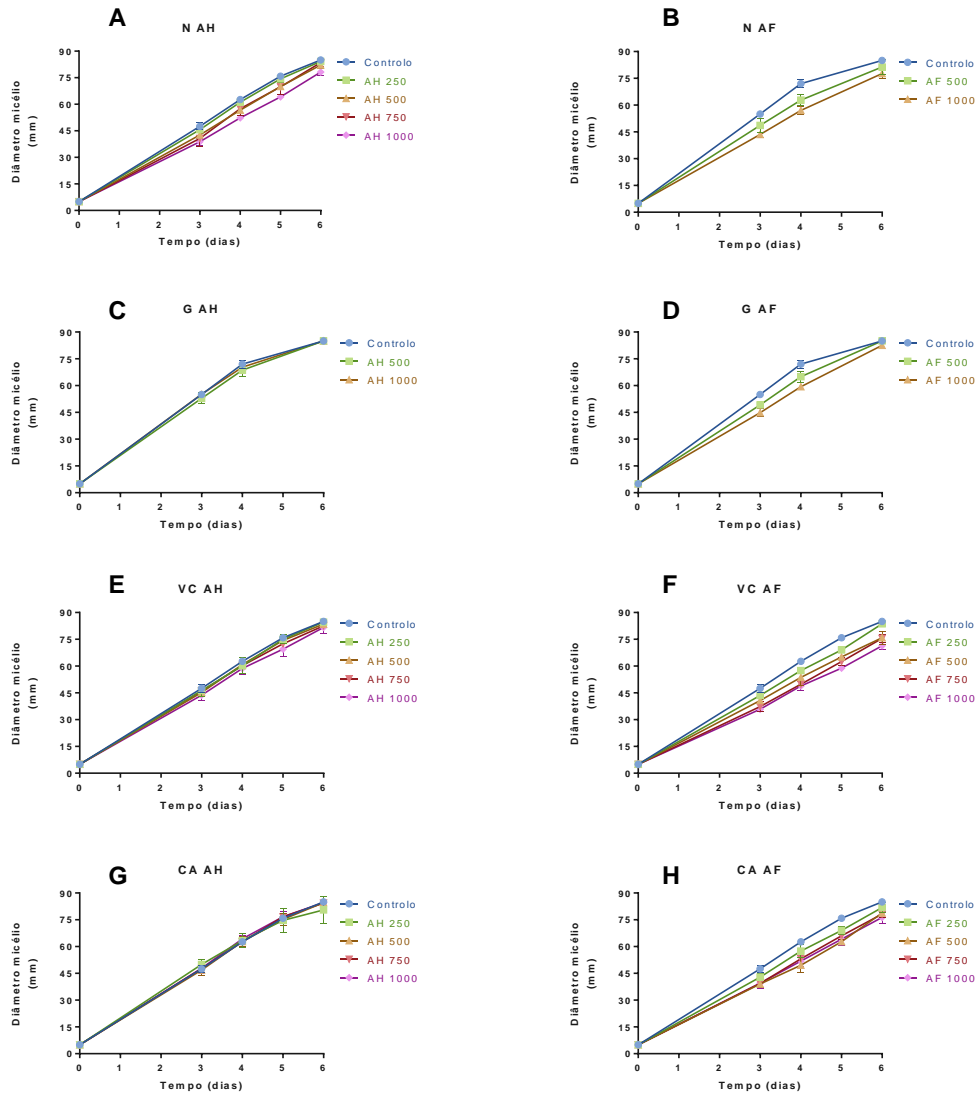 A
N AH
Diâmetro micélio
(mm)
90
75
60
45
30
15
0
0 1 2 3 4 5 6
Tempo (dias)
Controlo
AH 250
AH 500
AH 750
AH 1000
B
N AF
Diâmetro micélio
(mm)
90
75
60
45
30
15
0
0 1 2 3 4 5 6
Tempo (dias)
Controlo
AF 500
AF 1000
C
G AH
Diâmetro micélio
(mm)
90
75
60
45
30
15
0
0 1 2 3 4 5 6
Tempo (dias)
Controlo
AH 500
AH 1000
D
G AF
Diâmetro micélio
(mm)
90
75
60
45
30
15
0
0 1 2 3 4 5 6
Tempo (dias)
Controlo
AF 500
AF 1000
E
VC AH
Diâmetro micélio
(mm)
90
75
60
45
30
15
0
0 1 2 3 4 5 6
Tempo (dias)
Controlo
AH 250
AH 500
AH 750
AH 1000
F
VC AF
Diâmetro micélio
(mm)
90
75
60
45
30
15
0
0 1 2 3 4 5 6
Tempo (dias)
Controlo
AF 250
AF 500
AF 750
AF 1000
G
CA AH
Diâmetro micélio
(mm)
90
75
60
45
30
15
0
0 1 2 3 4 5 6
Tempo (dias)
Controlo
AH 250
AH 500
AH 750
AH 1000
H
CA AF
Diâmetro micélio
(mm)
90
75
60
45
30
15
0
0 1 2 3 4 5 6
Tempo (dias)
Controlo
AF 250
AF 500
AF 750
AF 1000